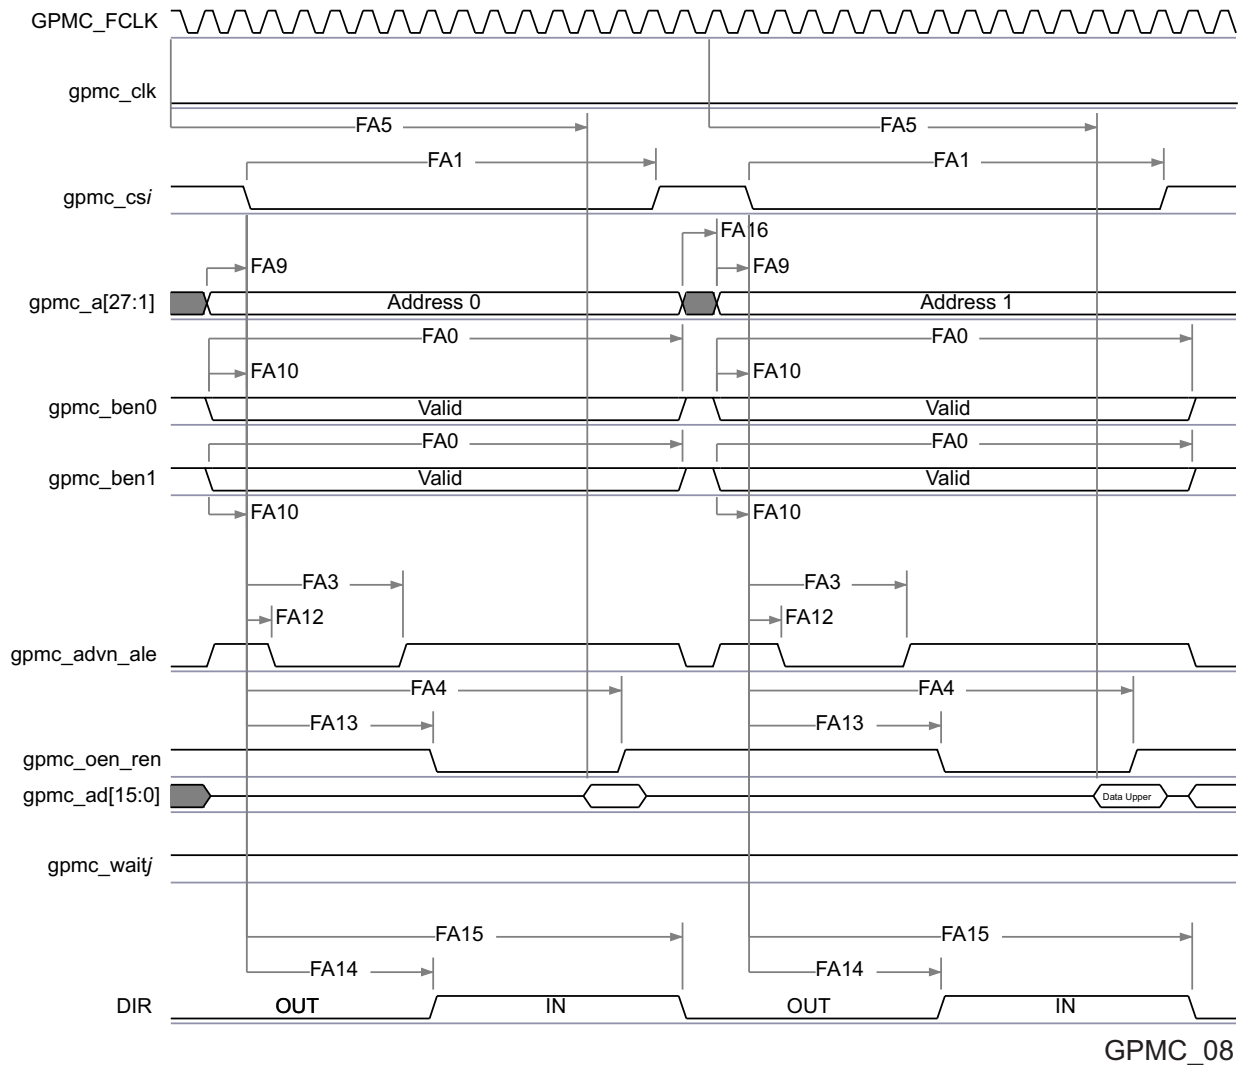 GPMC_FCLK
gpmc_clk
FA5 FA5
FA1 FA1
gpmc_csi
FA16
FA9 FA9
gpmc_a[27:1] Address 0 Address 1
FA0 FA0
FA10 FA10
gpmc_ben0 Valid Valid
FA0 FA0
gpmc_ben1 Valid Valid
FA10 FA10
FA3 FA3
FA12 FA12
gpmc_advn_ale
FA4 FA4
FA13 FA13
gpmc_oen_ren
gpmc_ad[15:0] Data Upper
gpmc_waitj
FA15 FA15
FA14 FA14
DIR OUT IN OUT IN
GPMC_08